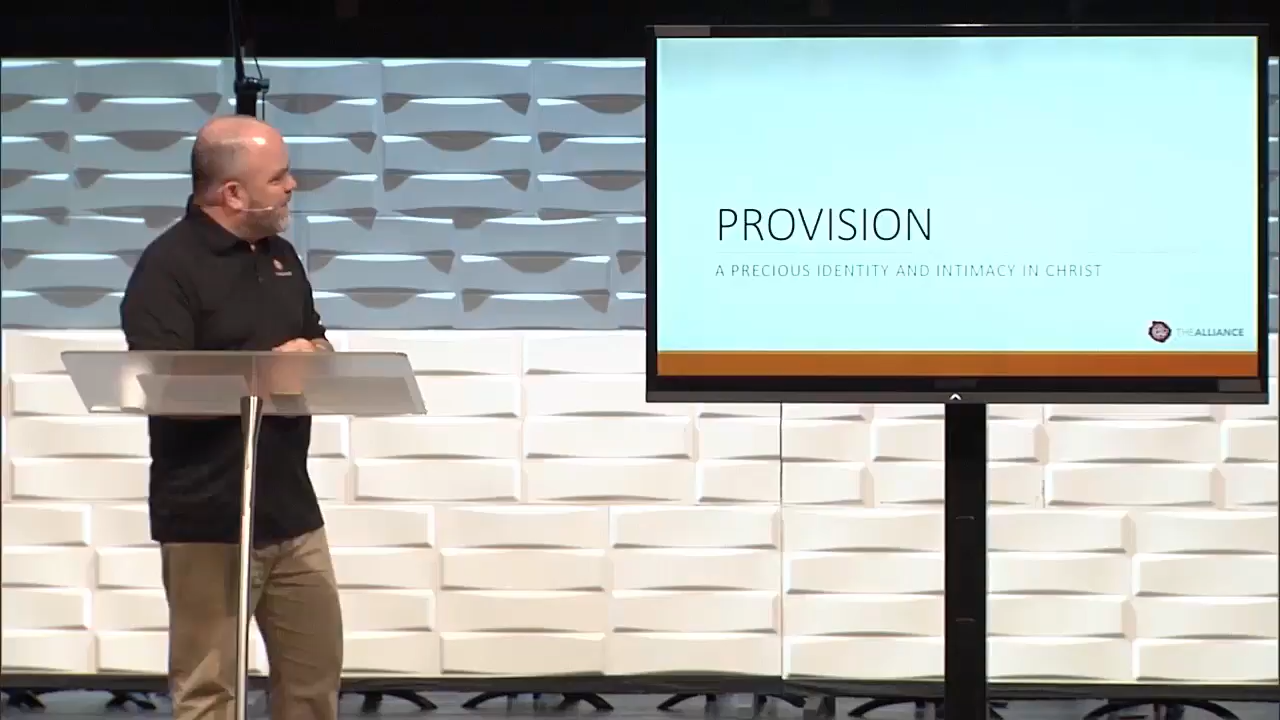 PROVISION
A PRECIOUS IDENTITY AND INTIMACY IN CHRIST
THEALLIANCE